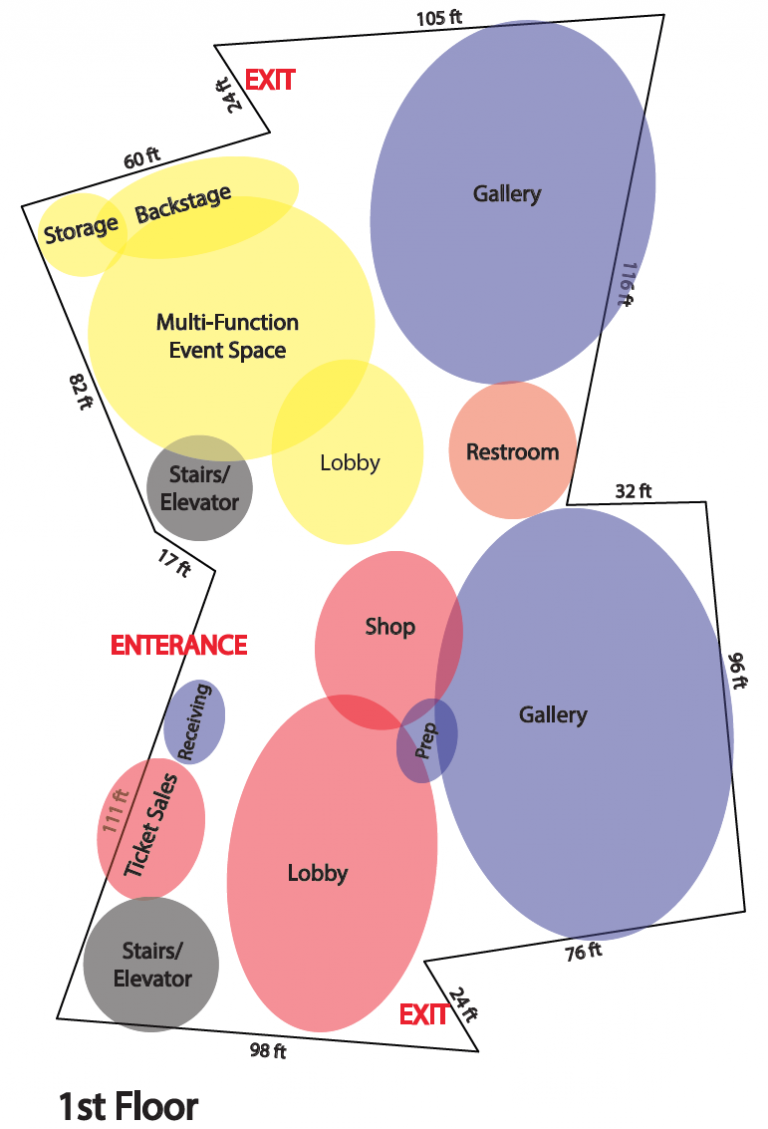 105 ft
EXIT
24 ft
60 ft
Gallery
Storage
Backstage
116 ft
Multi-Function
Event Space
82 ft
Lobby
Restroom
Stairs/
Elevator
32 ft
17 ft
Shop
ENTERANCE
96 ft
Receiving
Gallery
Prep
111 ft
Ticket Sales
Lobby
Stairs/
Elevator
76 ft
24 ft
EXIT
98 ft
1st Floor